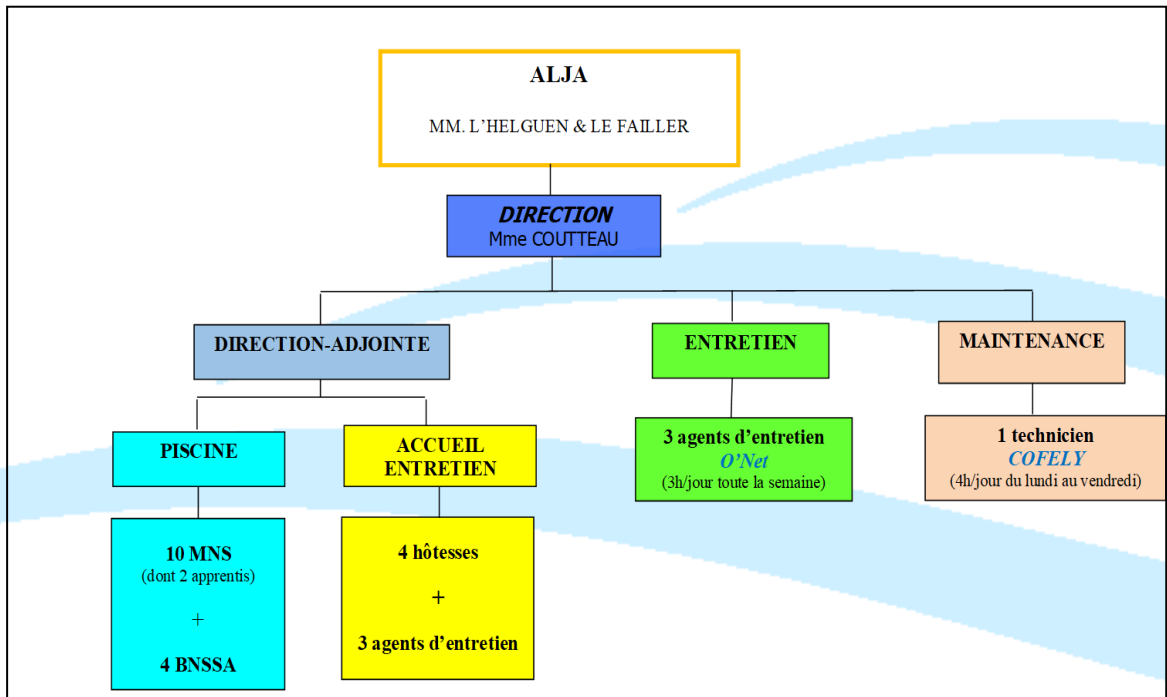 ALJA
MM. L'HELGUEN & LE FAILLER
DIRECTION
Mme COUTTEAU
DIRECTION-ADJOINTE
ENTRETIEN
MAINTENANCE
PISCINE
ACCUEIL
ENTRETIEN
3 agents d'entretien
O'Net
(3h/jour toute la semaine)
1 technicien
COFELY
(4h/jour du lundi au vendredi)
10 MNS
(dont 2 apprentis)
+
4 BNSSA
4 hôtesses
+
3 agents d'entretien